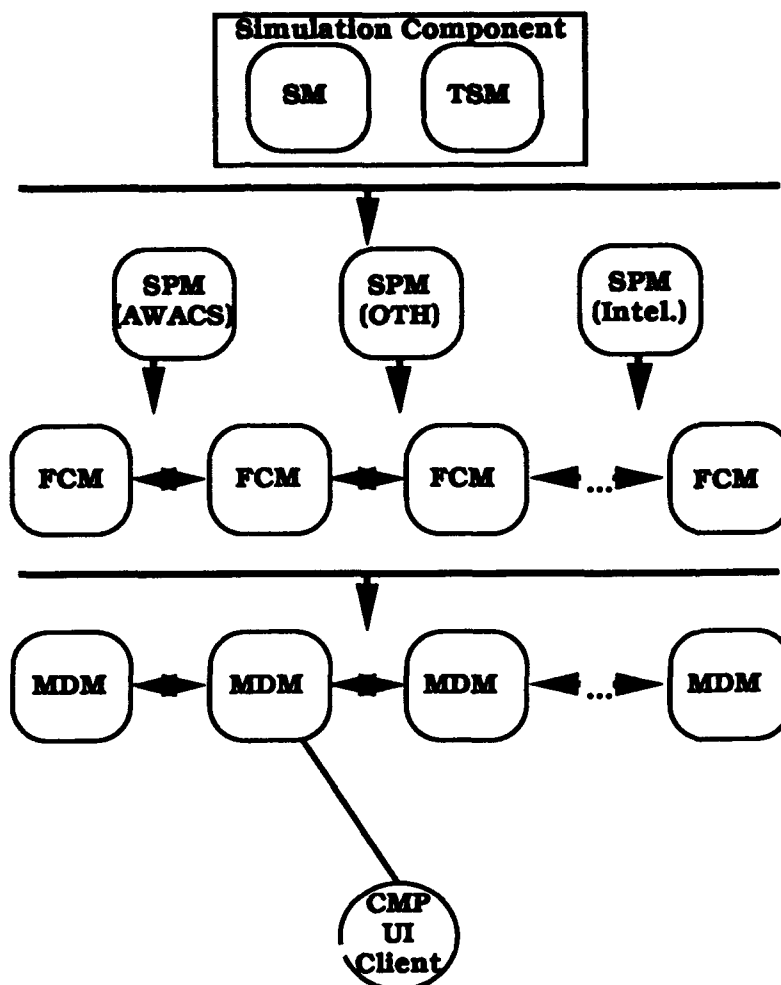 Simulation Component
SM
TSM
SPM
(AWACS)
SPM
(OTH)
SPM
(Intel.)
FCM
FCM
FCM
...
FCM
MDM
MDM
MDM
...
MDM
CMP
UI
Client